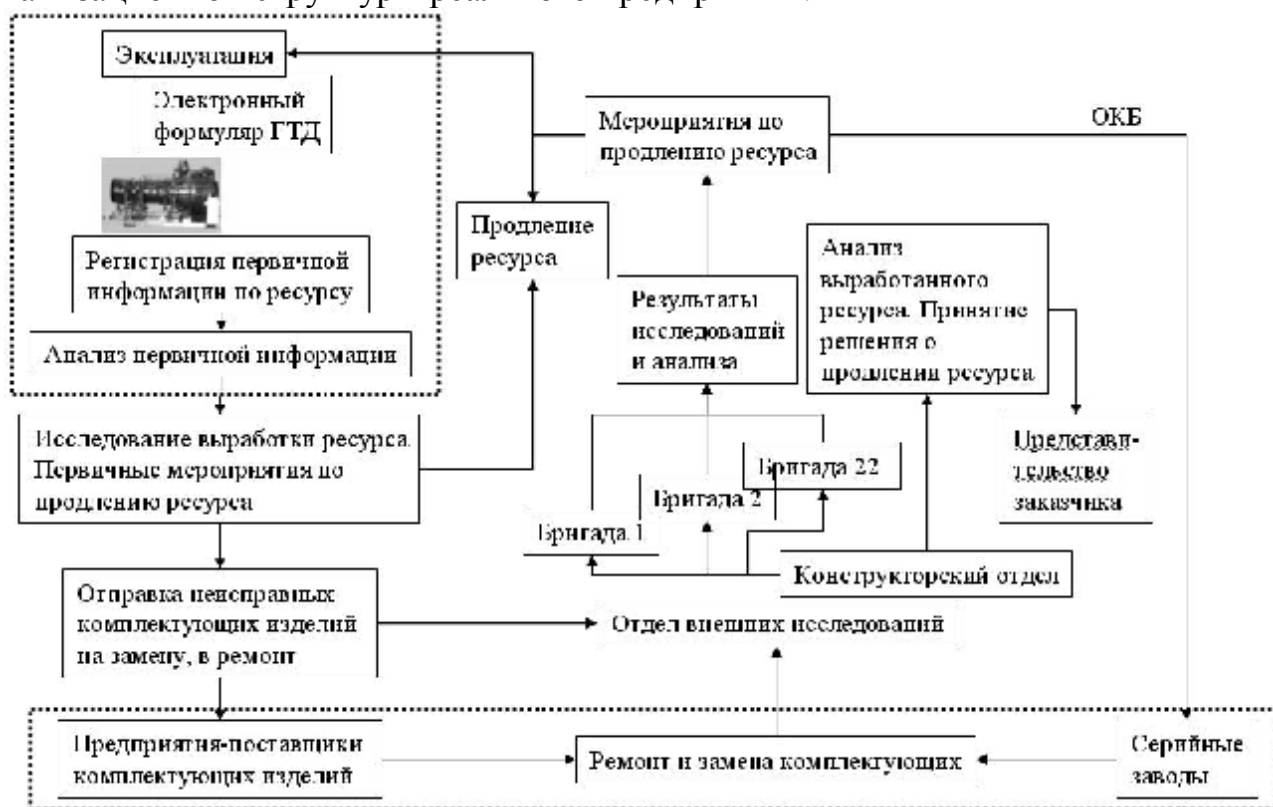 Эксплуатация
Электронный
формуляр ГТД
Регистрация первичной
информации по ресурсу
Анализ первичной информации
Исследование выработки ресурса
Первичные мероприятия по
продлению ресурса
Отправка неисправных
комплектующих изделий
на замену, в ремонт
Предприятия-поставщики
комплектующих изделий
Продление
ресурса
Мероприятия по
продлению ресурса
ОКБ
Результаты
исследований
и анализа
Анализ
выработанного
ресурса. Принятие
решения о
продлении ресурса
Представи-
тельство
заказчика
Бригада 22
Бригада 2
Бригада 1
Конструкторский отдел
Отдел внешних исследований
Ремонт и замена комплектующих
Серийные
заводы